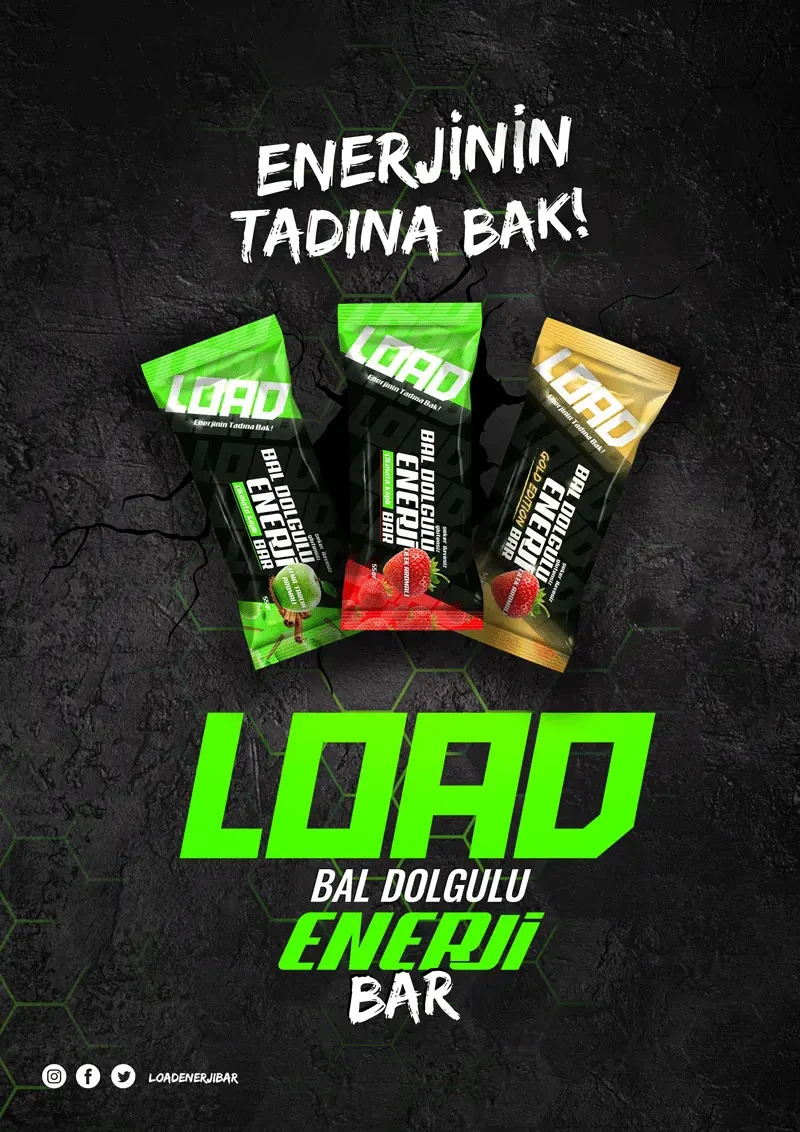 ENERJİNİN
TADINA BAK!
LOAD
Enerjinin Tadına Bak!
BAL DOLGULU
ENERJİ
BAR
LOAD
Enerjinin Tadına Bak!
BAL DOLGULU
ENERJİ
BAR
55gr
LOAD
Enerjinin Tadına Bak!
GOLD EDITION
BAL DOLGULU
ENERJİ
BAR
LOAD
BAL DOLGULU
ENERJİ
BAR
LOADENERJIBAR